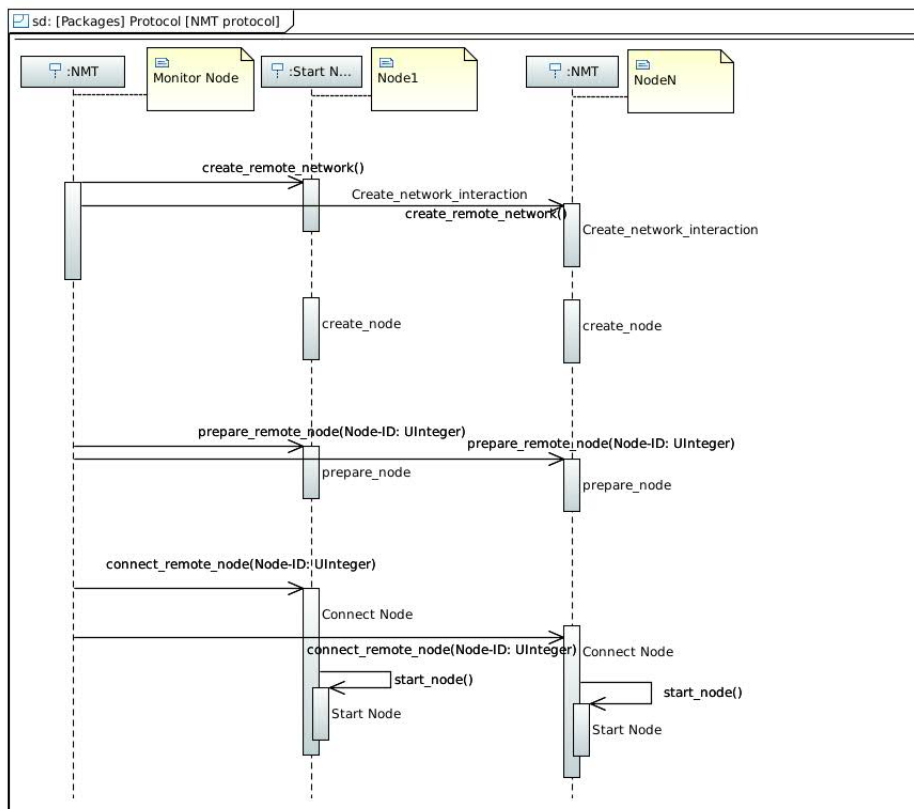 sd: [Packages] Protocol [NMT protocol]
:NMT
Monitor Node
:Start N...
Node1
:NMT
NodeN
create_remote_network()
Create_network_interaction
create_remote_network()
Create_network_interaction
create_node
create_node
prepare_remote_node(Node-ID: UInteger)
prepare_remote_node(Node-ID: UInteger)
prepare_node
prepare_node
connect_remote_node(Node-ID: UInteger)
Connect Node
connect_remote_node(Node-ID: UInteger)
Connect Node
start_node()
start_node()
Start Node
Start Node